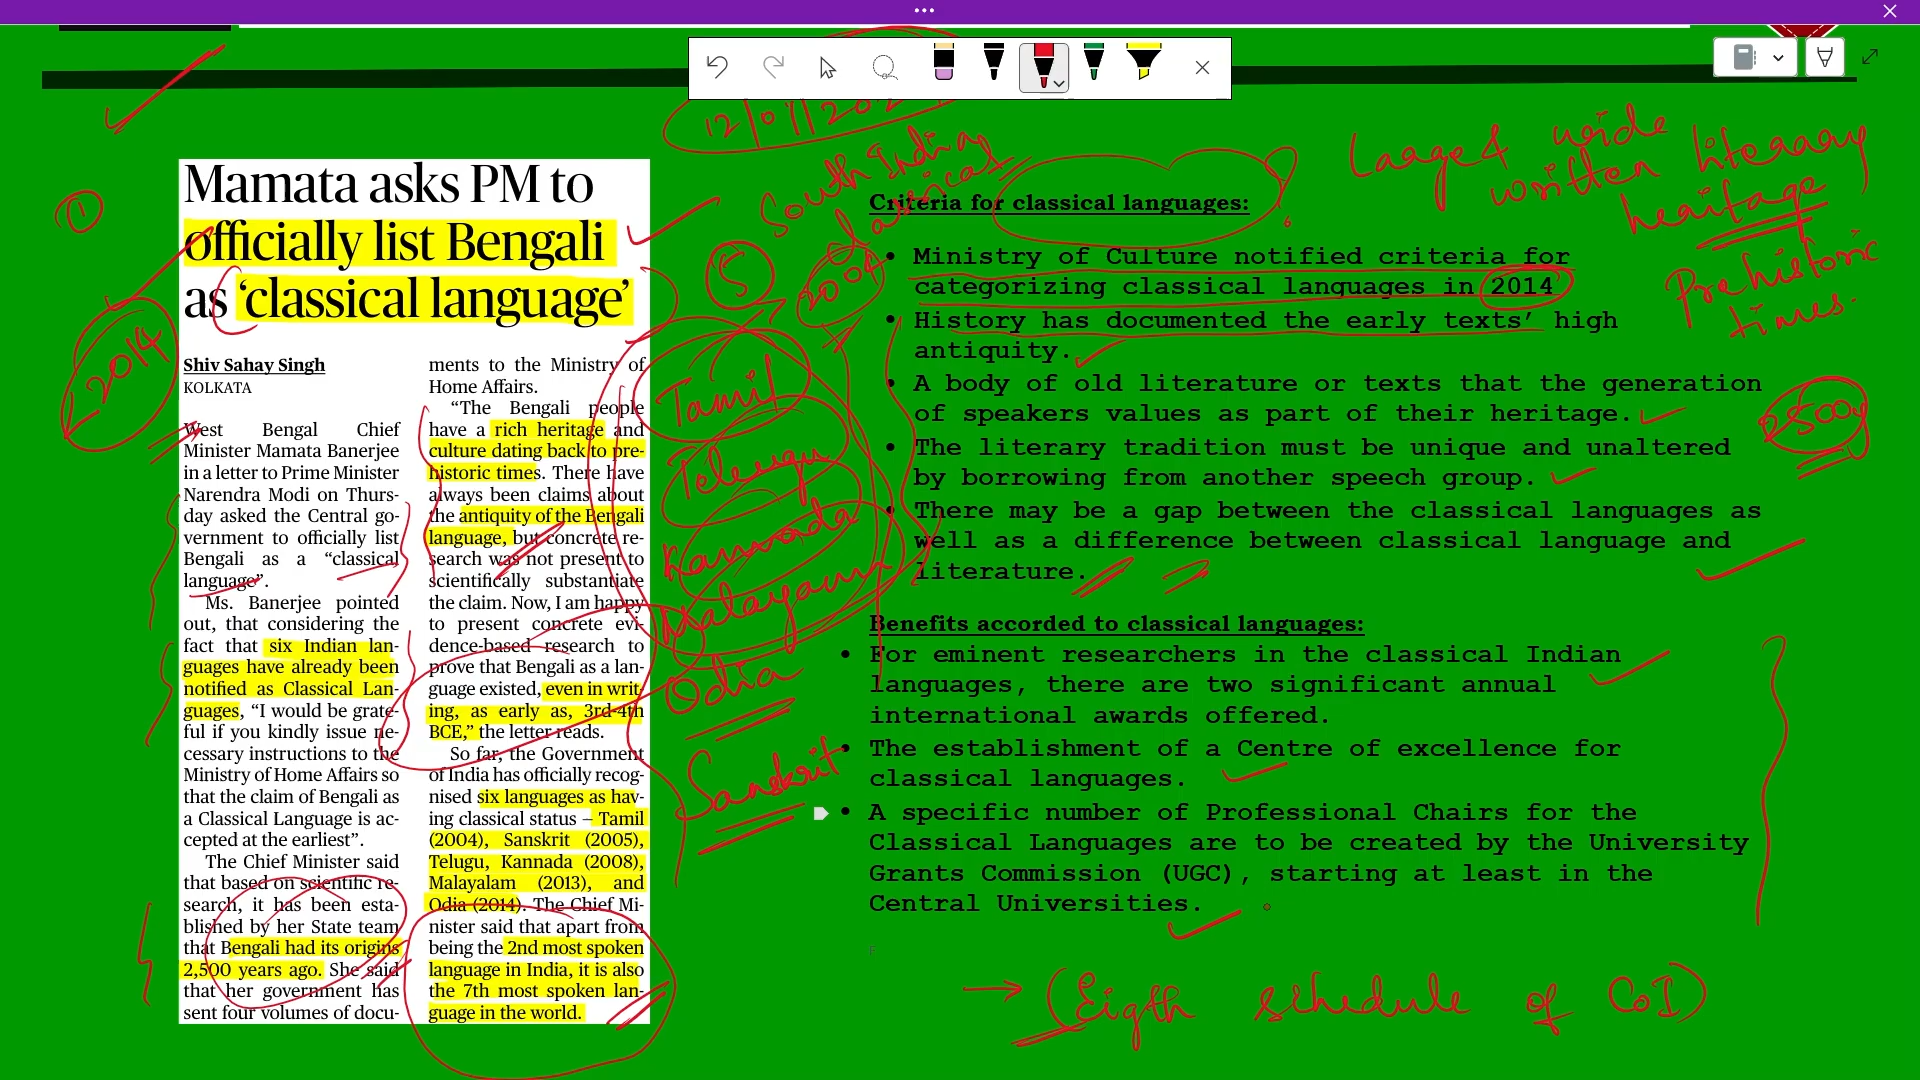 Mamata asks PM to
officially list Bengali
as ‘classical language’
Shiv Sahay Singh
KOLKATA
West Bengal Chief
Minister Mamata Banerjee
in a letter to Prime Minister
Narendra Modi on Thurs-
day asked the Central go-
vernment to officially list
Bengali as a “classical
language”.
Ms. Banerjee pointed
out, that considering the
fact that six Indian lan-
guages have already been
notified as Classical Lan-
guages, “I would be grate-
ful if you kindly issue ne-
cessary instructions to the
Ministry of Home Affairs so
that the claim of Bengali as
a Classical Language is ac-
cepted at the earliest”.
The Chief Minister said
that based on scientific re-
search, it has been esta-
blished by her State team
that Bengali had its origins
2,500 years ago. She said
that her government has
sent four volumes of docu-
ments to the Ministry of
Home Affairs.
“The Bengali people
have a rich heritage and
culture dating back to pre-
historic times. There have
always been claims about
the antiquity of the Bengali
language, but concrete re-
search was not present to
scientifically substantiate
the claim. Now, I am happy
to present concrete evi-
dence-based research to
prove that Bengali as a lan-
guage existed, even in writ-
ing, as early as, 3rd-4th
BCE,” the letter reads.
So far, the Government
of India has officially recog-
nised six languages as hav-
ing classical status – Tamil
(2004), Sanskrit (2005),
Telugu, Kannada (2008),
Malayalam (2013), and
Odia (2014). The Chief Mi-
nister said that apart from
being the 2nd most spoken
language in India, it is also
the 7th most spoken lan-
guage in the world.
1
2014
South Indian
classical
5
2004
Tamil
Telugu
Kannada
Malayalam
Odia
Sanskrit
Criteria for classical languages:
• Ministry of Culture notified criteria for
categorizing classical languages in 2014
• History has documented the early texts’ high
antiquity.
• A body of old literature or texts that the generation
of speakers values as part of their heritage.
• The literary tradition must be unique and unaltered
by borrowing from another speech group.
• There may be a gap between the classical languages as
well as a difference between classical language and
literature.
Benefits accorded to classical languages:
• For eminent researchers in the classical Indian
languages, there are two significant annual
international awards offered.
• The establishment of a Centre of excellence for
classical languages.
• A specific number of Professional Chairs for the
Classical Languages are to be created by the University
Grants Commission (UGC), starting at least in the
Central Universities.
Large & wide
written literary
heritage
Prehistoric
times.
2500y
→ (Eigth schedule of CoI)